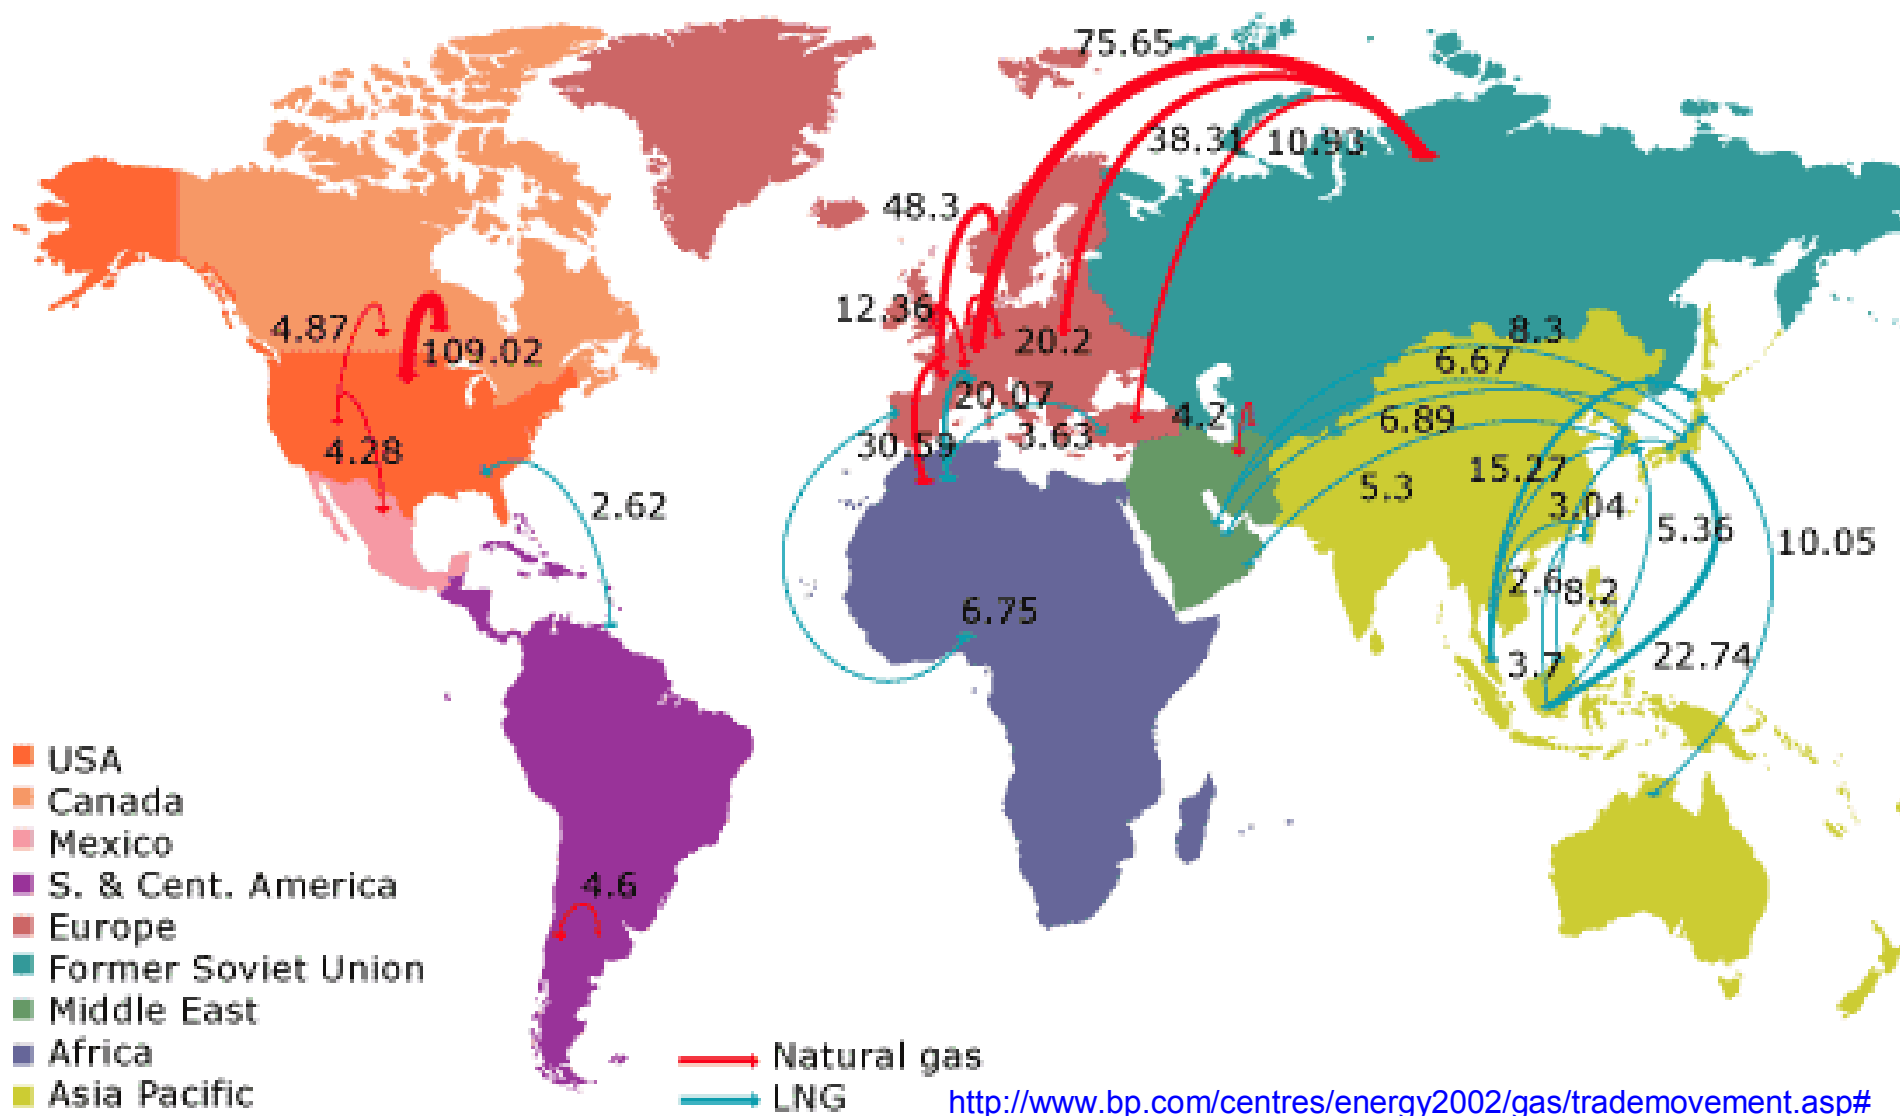 75.65
38.31 10.93
48.3
12.36
4.87
109.02
20.2
8.3
6.67
20.07
4.24
6.89
4.28
30.59
3.63
15.27
5.3
2.62
3.04
5.36
10.05
2.6
8.2
6.75
3.7
22.74
USA
Canada
Mexico
S. & Cent. America
4.6
Europe
Former Soviet Union
Middle East
Africa
Asia Pacific
Natural gas
LNG
http://www.bp.com/centres/energy2002/gas/trademovement.asp#